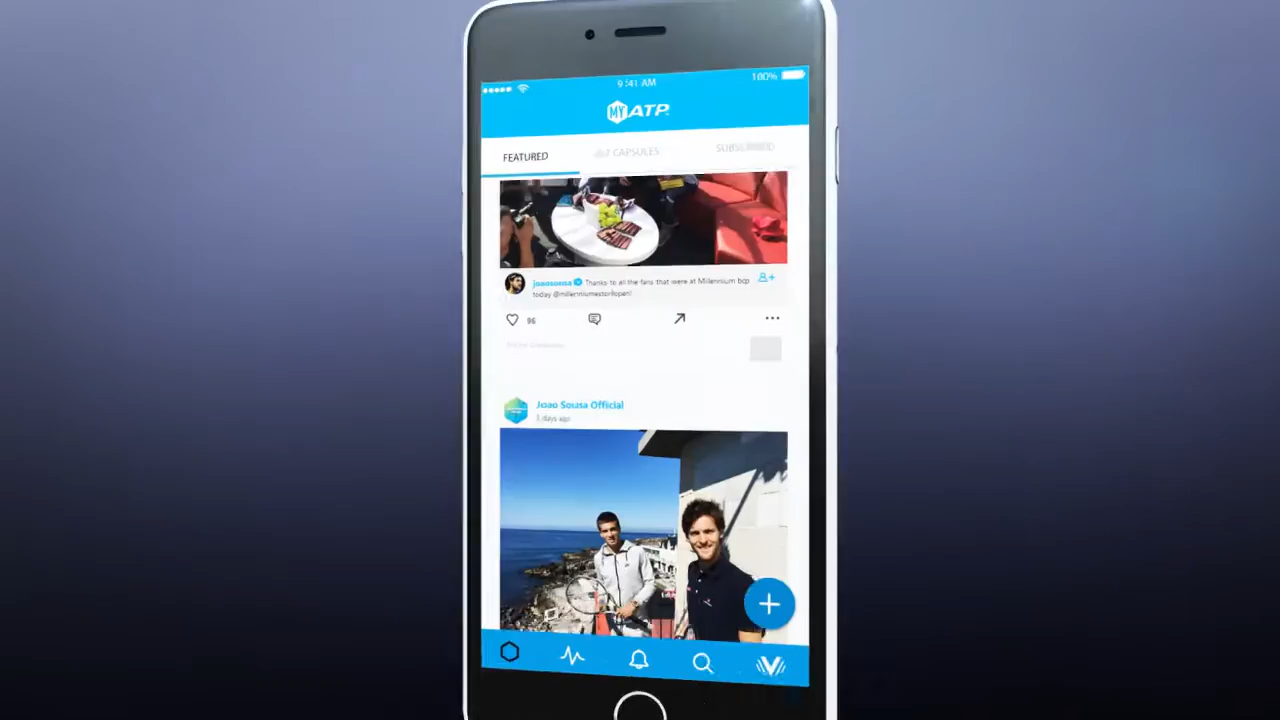 9:41 AM
100%
MY ATP
FEATURED
CAPSULES
SUBSCRIBED
joaosousa Thanks to all the fans that were at Millennium bcp
today @millenniumestorilopen!
96
Joao Sousa Official
3 days ago